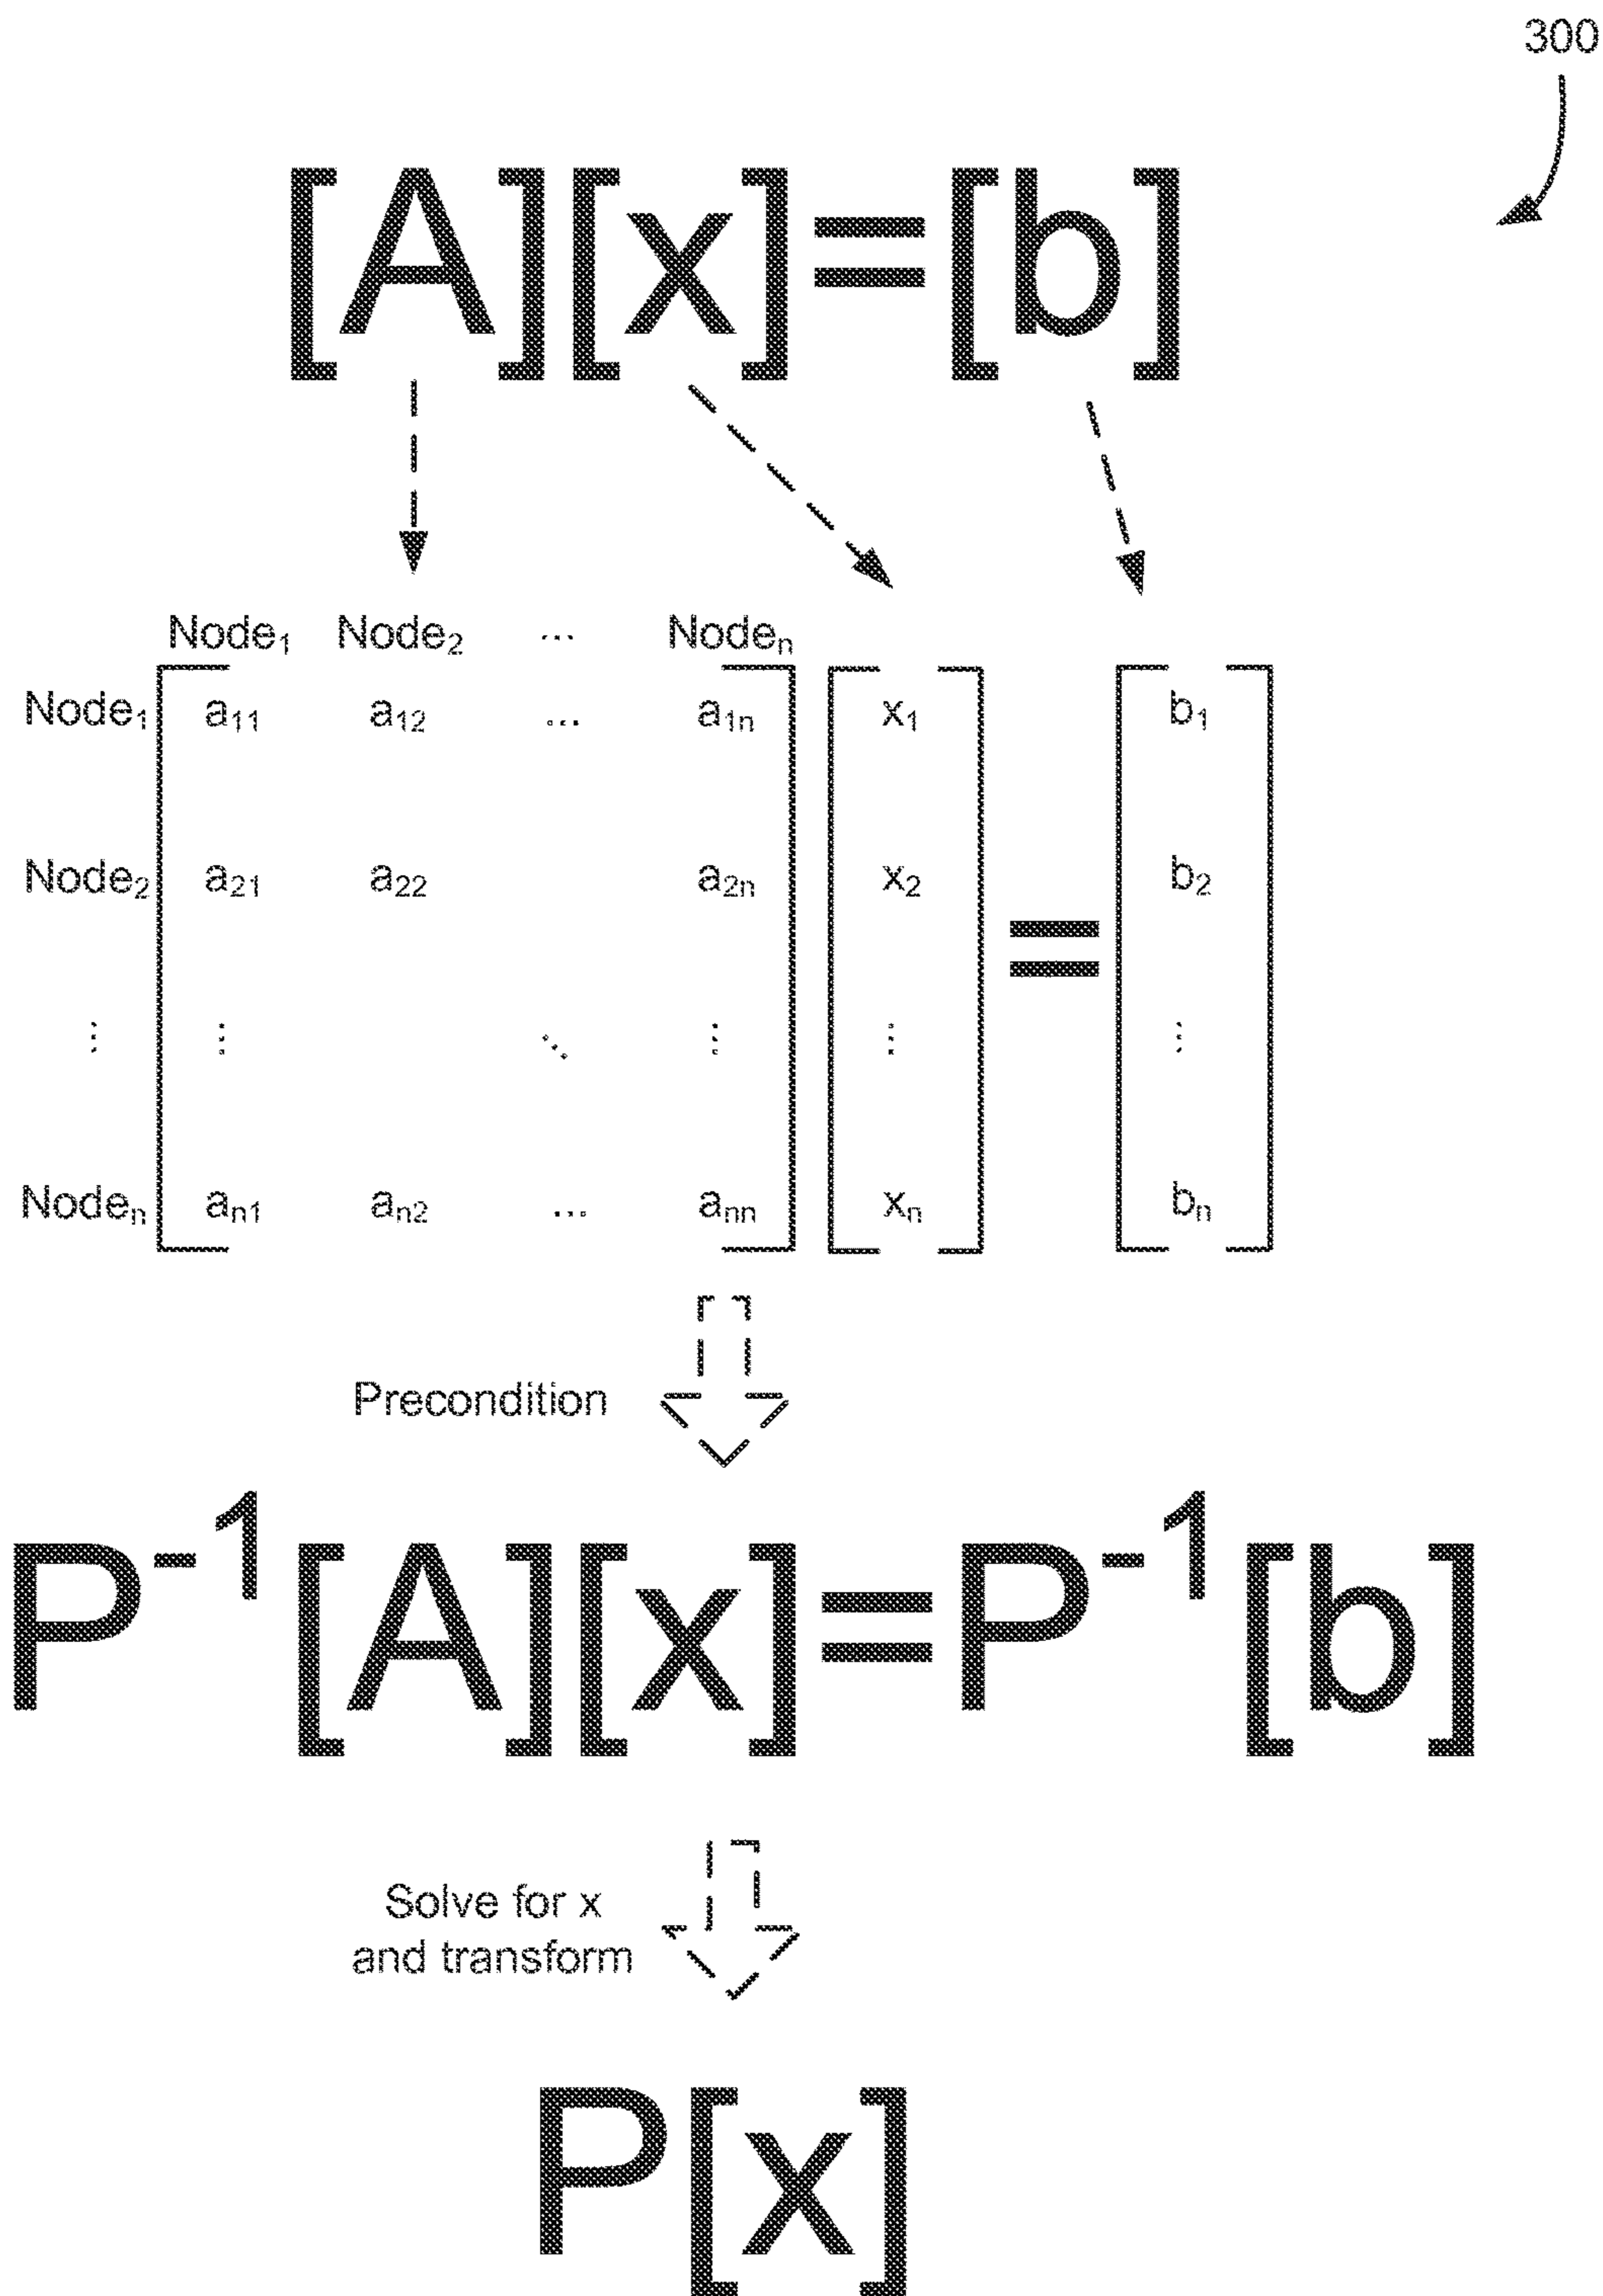 300
[A][x]=[b]
Node₁ Node₂ ... Nodeₙ
Node₁ a₁₁ a₁₂ ... a₁ₙ x₁ b₁
Node₂ a₂₁ a₂₂ a₂ₙ x₂ = b₂
⋮ ⋮ ⋱ ⋮ ⋮ ⋮
Nodeₙ aₙ₁ aₙ₂ ... aₙₙ xₙ bₙ
Precondition
P⁻¹[A][x]=P⁻¹[b]
Solve for x
and transform
P[x]